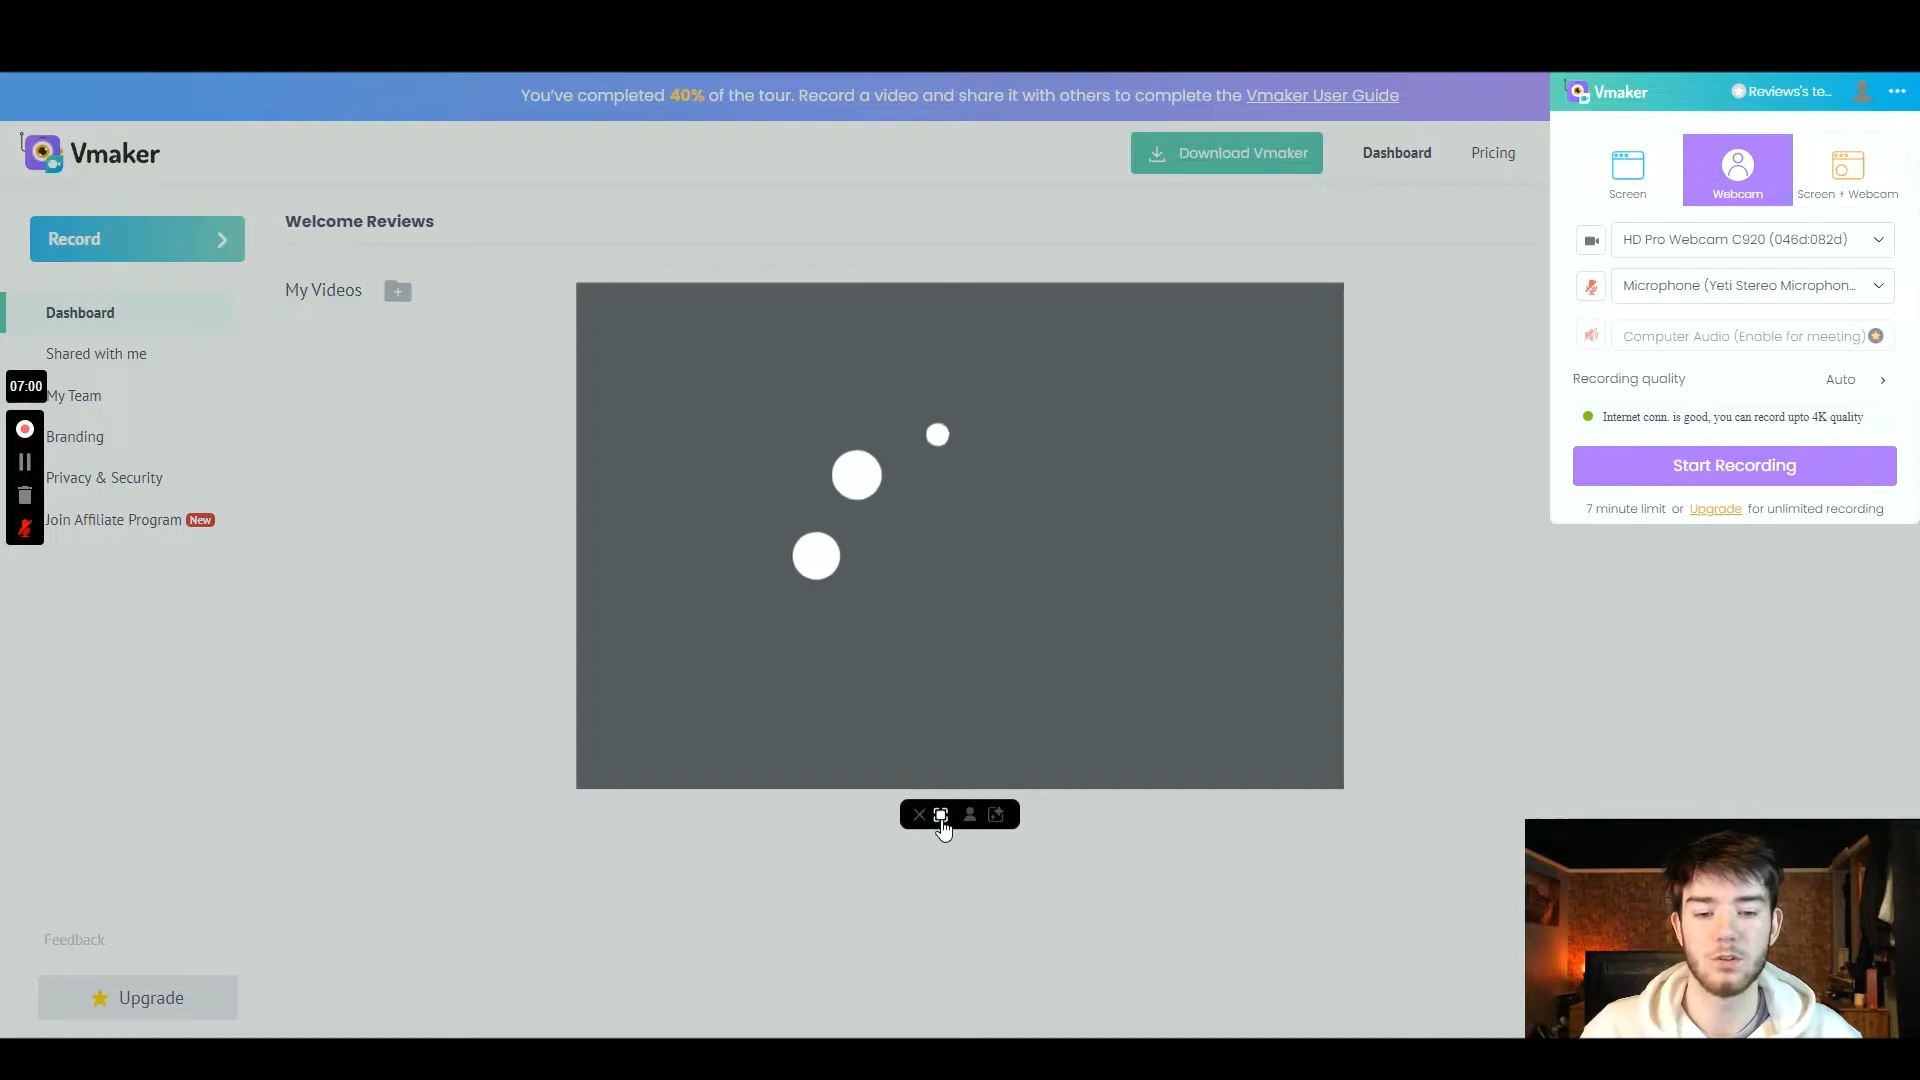 You've completed 40% of the tour. Record a video and share it with others to complete the Vmaker User Guide
Vmaker
Reviews's te...
Vmaker
Download Vmaker
Dashboard
Pricing
Screen
Webcam
Screen + Webcam
Record
Welcome Reviews
HD Pro Webcam C920 (046d:082d)
My Videos
Microphone (Yeti Stereo Microphon...
Dashboard
Computer Audio (Enable for meeting)
Shared with me
Recording quality
Auto
07:00
My Team
Internet conn. is good, you can record upto 4K quality
Branding
Start Recording
Privacy & Security
7 minute limit or Upgrade for unlimited recording
Join Affiliate Program New
Feedback
Upgrade